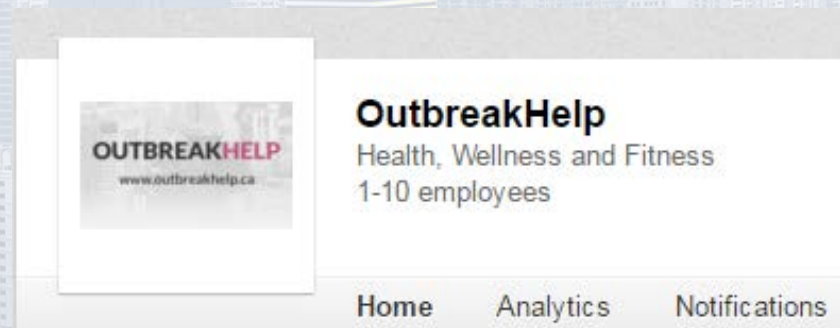 OUTBREAKHELP
www.outbreakhelp.ca
OutbreakHelp
Health, Wellness and Fitness
1-10 employees
Home Analytics Notifications